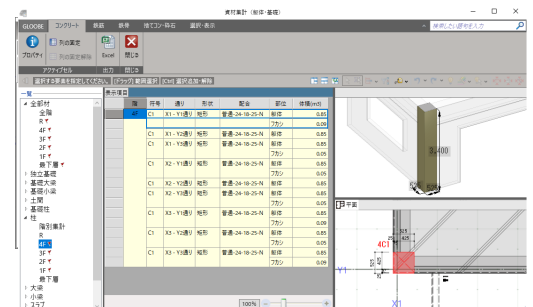 資材集計（躯体・基礎）
GLOOBE コンクリート 鉄筋 鉄骨 捨てコン・砕石 選択・表示
検索したい語句を入力
プロパティ 列の固定 列の固定解除 Excel 閉じる
アクティブセル 出力 閉じる
選択する要素を指定してください。 [ドラッグ] 範囲選択 [Ctrl] 選択追加・解除
一覧
全部材
全階
R
4F
3F
2F
1F
最下層
独立基礎
基礎大梁
基礎小梁
土間
基礎柱
柱
階別集計
R
4F
3F
2F
1F
最下層
大梁
小梁
スラブ
表示項目
階 符号 通り 形状 配合 部位 体積(m3)
4F C1 X1 - Y1通り 矩形 普通-24-18-25-N 躯体 0.85
フカシ 0.09
C1 X1 - Y2通り 矩形 普通-24-18-25-N 躯体 0.85
フカシ 0.05
C1 X1 - Y3通り 矩形 普通-24-18-25-N 躯体 0.85
フカシ 0.05
C1 X2 - Y1通り 矩形 普通-24-18-25-N 躯体 0.85
フカシ 0.05
C1 X2 - Y2通り 矩形 普通-24-18-25-N 躯体 0.85
C1 X2 - Y3通り 矩形 普通-24-18-25-N 躯体 0.85
フカシ 0.05
C1 X3 - Y1通り 矩形 普通-24-18-25-N 躯体 0.85
フカシ 0.09
100%
3,400
525
525
平面
525
425
4C1
525
425
Y1
25
X1